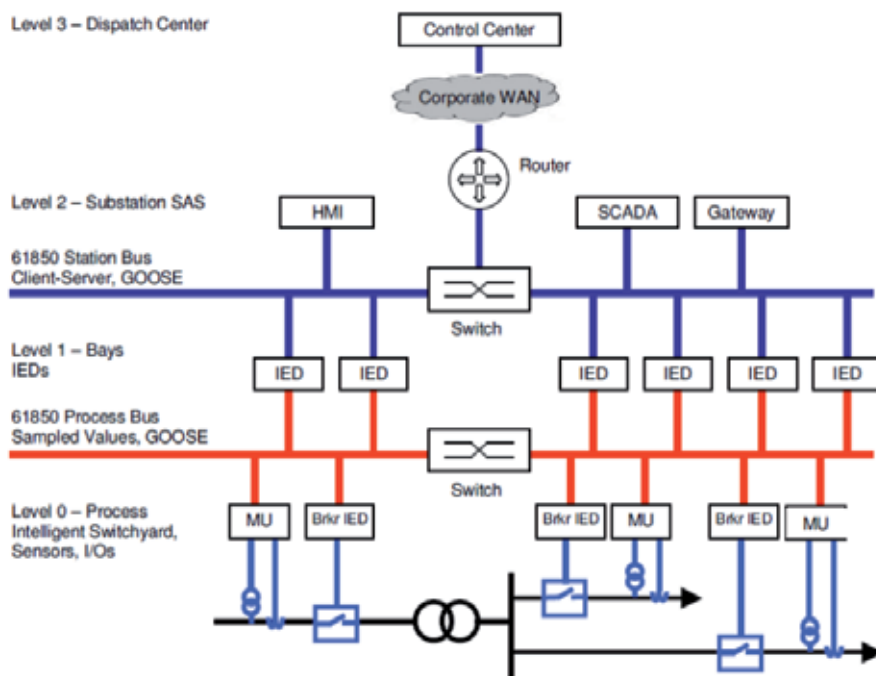 Level 3 – Dispatch Center
Control Center
Corporate WAN
Router
Level 2 – Substation SAS
HMI
SCADA
Gateway
61850 Station Bus
Client-Server, GOOSE
Switch
Level 1 – Bays
IEDs
IED
IED
IED
IED
IED
IED
61850 Process Bus
Sampled Values, GOOSE
Switch
Level 0 – Process
Intelligent Switchyard,
Sensors, I/Os
MU
Brkr IED
Brkr IED
MU
Brkr IED
MU